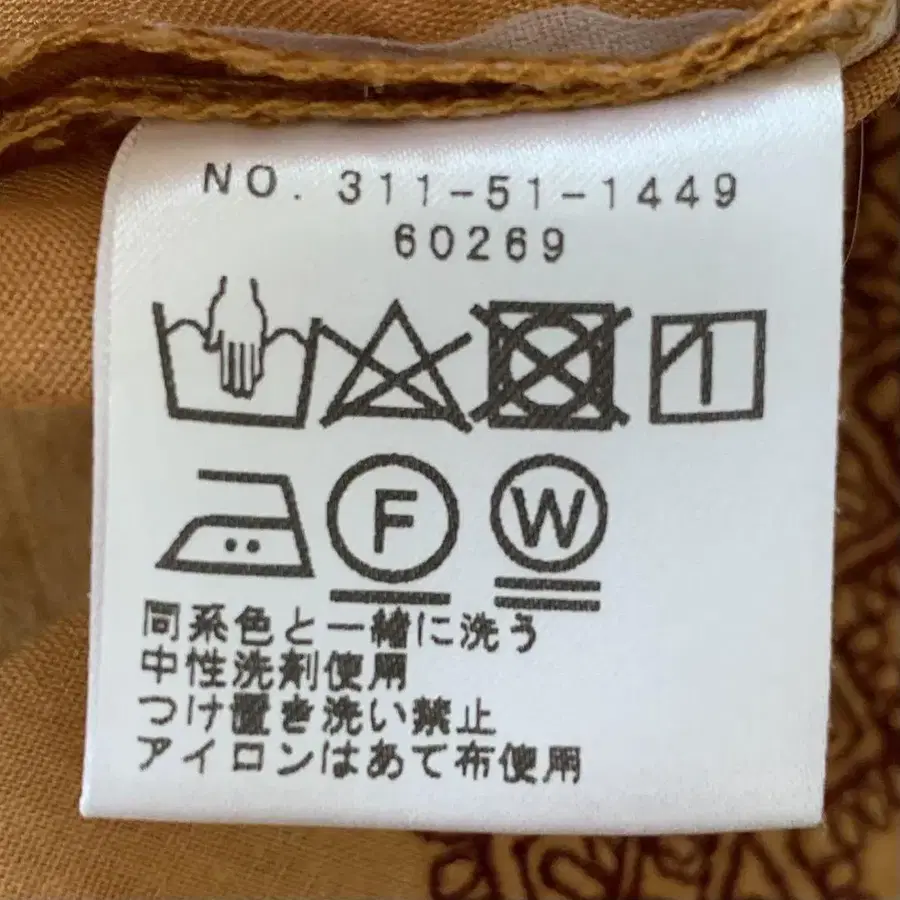 NO. 311-51-1449
60269
F W
同系色と一緒に洗う
中性洗剤使用
つけ置き洗い禁止
アイロンはあて布使用